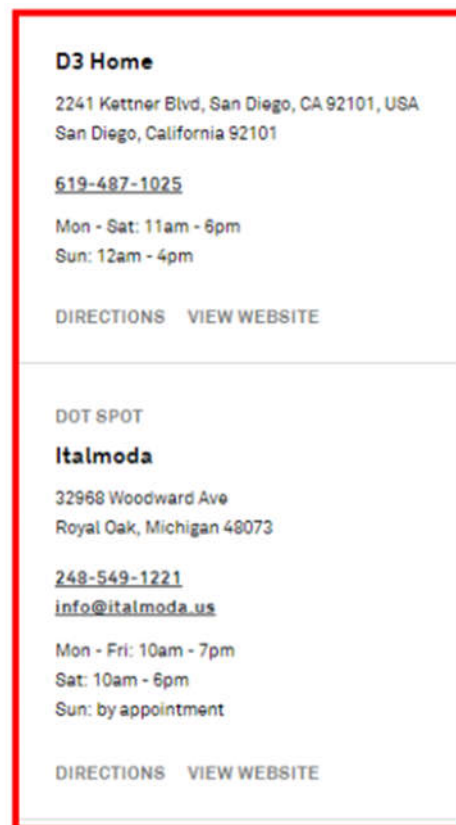 D3 Home
2241 Kettner Blvd, San Diego, CA 92101, USA
San Diego, California 92101
619-487-1025
Mon - Sat: 11am - 6pm
Sun: 12am - 4pm
DIRECTIONS VIEW WEBSITE
DOT SPOT
Italmoda
32968 Woodward Ave
Royal Oak, Michigan 48073
248-549-1221
info@italmoda.us
Mon - Fri: 10am - 7pm
Sat: 10am - 6pm
Sun: by appointment
DIRECTIONS VIEW WEBSITE